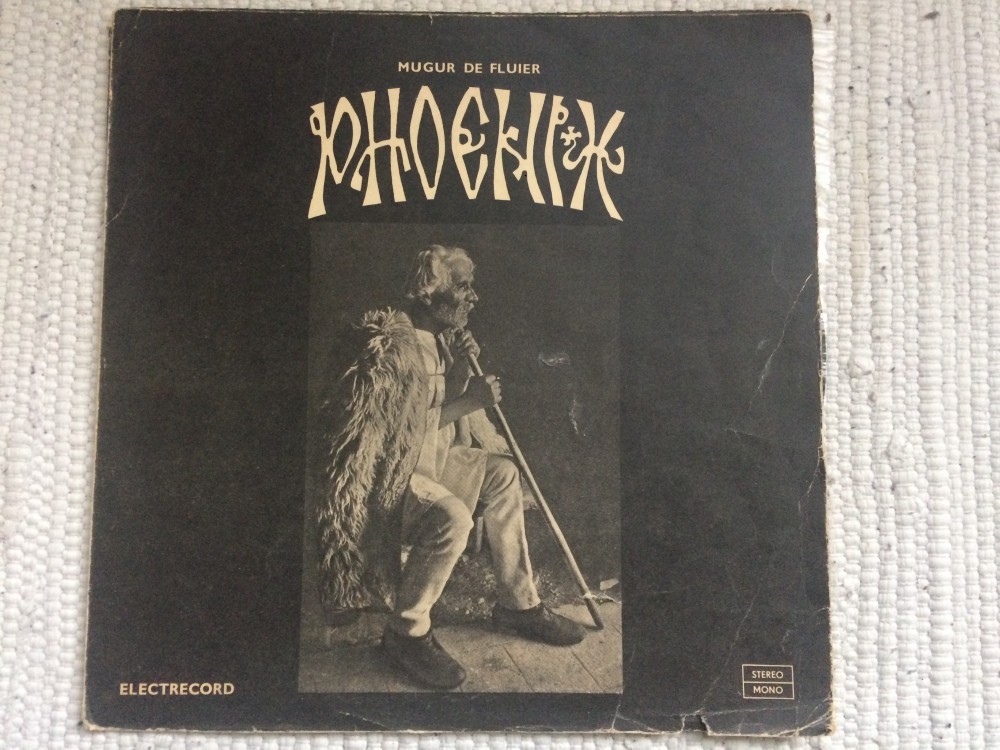 MUGUR DE FLUIER
PHOENIX
ELECTRECORD
STEREO
MONO